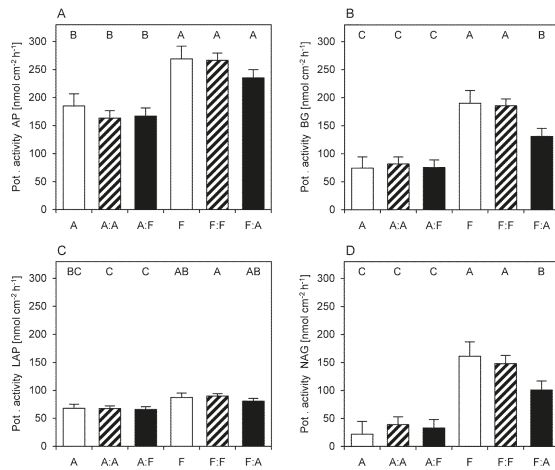 A
B B B A A A
Pot . activity AP [nmol cm⁻² h⁻¹]
300
250
200
150
100
50
0
A A:A A:F F F:F F:A
B
C C C A A B
Pot . activity BG [nmol cm⁻² h⁻¹]
300
250
200
150
100
50
0
A A:A A:F F F:F F:A
C
BC C C AB A AB
Pot . activity LAP [nmol cm⁻² h⁻¹]
300
250
200
150
100
50
0
A A:A A:F F F:F F:A
D
C C C A A B
Pot . activity NAG [nmol cm⁻² h⁻¹]
300
250
200
150
100
50
0
A A:A A:F F F:F F:A